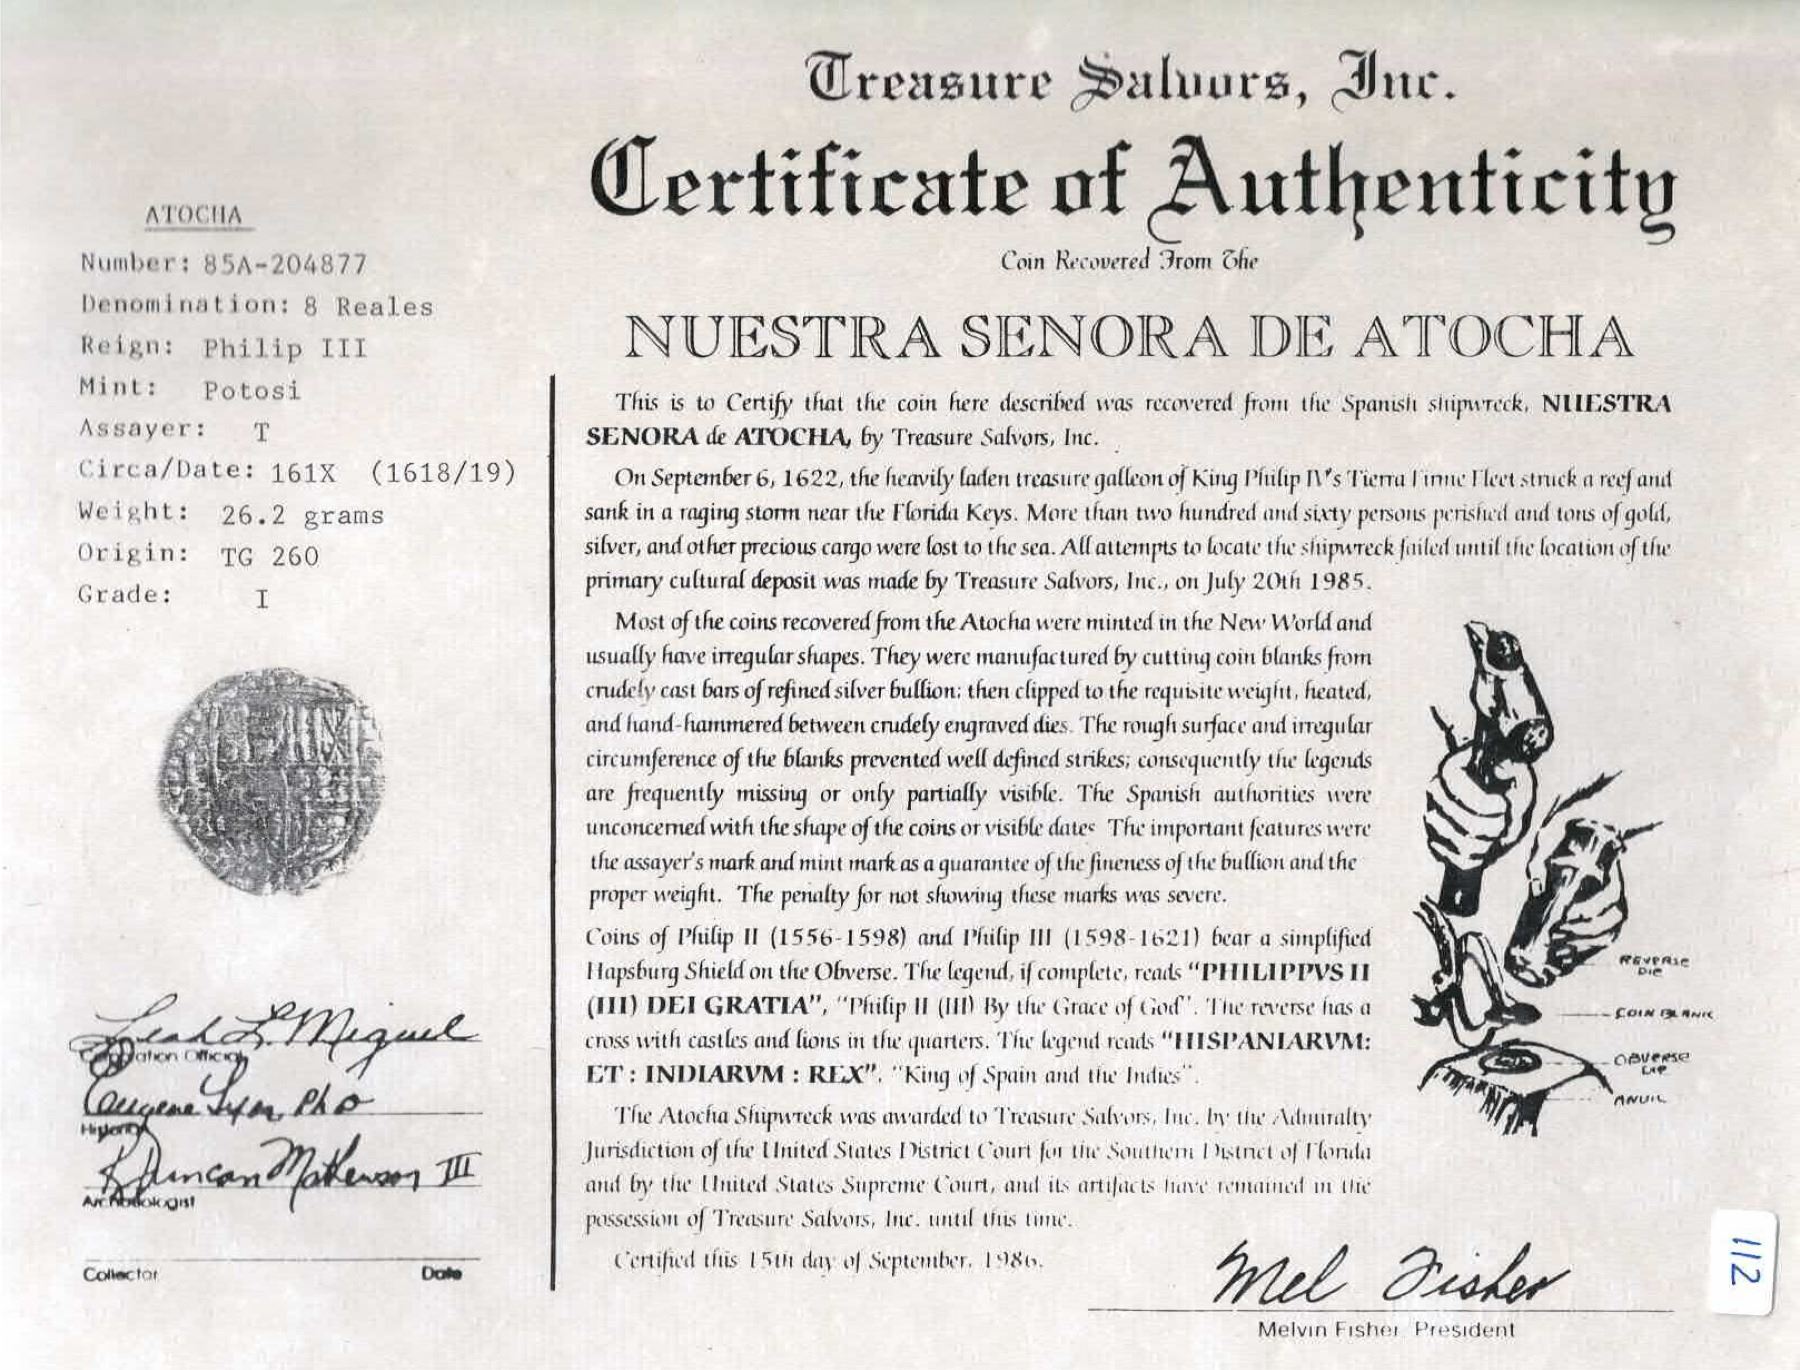 Treasure Salvors, Inc.
Certificate of Authenticity
Coin Recovered From The
NUESTRA SENORA DE ATOCHA
ATOCHA
Number: 85A-204877
Denomination: 8 Reales
Reign: Philip III
Mint: Potosi
Assayer: T
Circa/Date: 161X (1618/19)
Weight: 26.2 grams
Origin: TG 260
Grade: I
Leah L. Miguel
Corporation Official
Eugene Lyon, PhD
Historian
R Duncan Mathewson III
Archaeologist
Collector Date
This is to Certify that the coin here described was recovered from the Spanish shipwreck, NUESTRA
SENORA de ATOCHA, by Treasure Salvors, Inc.
On September 6, 1622, the heavily laden treasure galleon of King Philip IV's Tierra Firme Fleet struck a reef and
sank in a raging storm near the Florida Keys. More than two hundred and sixty persons perished and tons of gold,
silver, and other precious cargo were lost to the sea. All attempts to locate the shipwreck failed until the location of the
primary cultural deposit was made by Treasure Salvors, Inc., on July 20th 1985.
Most of the coins recovered from the Atocha were minted in the New World and
usually have irregular shapes. They were manufactured by cutting coin blanks from
crudely cast bars of refined silver bullion; then clipped to the requisite weight, heated,
and hand-hammered between crudely engraved dies. The rough surface and irregular
circumference of the blanks prevented well defined strikes; consequently the legends
are frequently missing or only partially visible. The Spanish authorities were
unconcerned with the shape of the coins or visible dates The important features were
the assayer's mark and mint mark as a guarantee of the fineness of the bullion and the
proper weight. The penalty for not showing these marks was severe.
Coins of Philip II (1556-1598) and Philip III (1598-1621) bear a simplified
Hapsburg Shield on the Obverse. The legend, if complete, reads "PHILIPPVS II
(III) DEI GRATIA", "Philip II (III) By the Grace of God". The reverse has a
cross with castles and lions in the quarters. The legend reads "HISPANIARVM:
ET : INDIARVM : REX". "King of Spain and the Indies".
The Atocha Shipwreck was awarded to Treasure Salvors, Inc. by the Admiralty
Jurisdiction of the United States District Court for the Southern District of Florida
and by the United States Supreme Court, and its artifacts have remained in the
possession of Treasure Salvors, Inc. until this time.
Certified this 15th day of September, 1986.
REVERSE
DIE
COIN BLANK
OBVERSE
DIE
ANVIL
Mel Fisher
Melvin Fisher, President
112